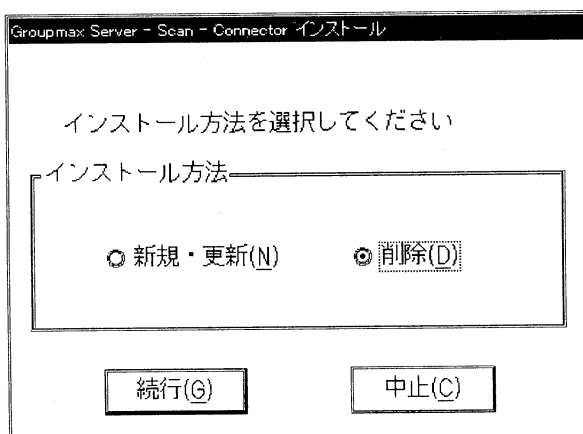 Groupmax Server - Scan - Connector インストール
インストール方法を選択してください
インストール方法
新規・更新(N) 削除(D)
続行(G) 中止(C)